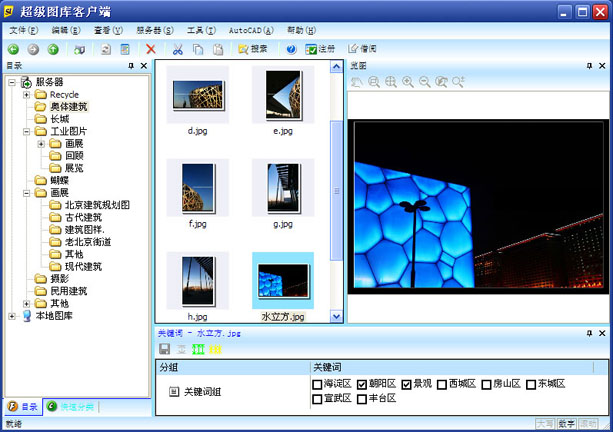 超级图库客户端
文件(F) 编辑(E) 查看(V) 服务器(S) 工具(I) AutoCAD(A) 帮助(H)
搜索 注册 借阅
目录
服务器
Recycle
奥体建筑
长城
工业图片
画展
回顾
展览
蝴蝶
画展
北京建筑规划图
古代建筑
建筑图样.
老北京街道
其他
现代建筑
摄影
民用建筑
其他
本地图库
目录 快速分类
d.jpg e.jpg
f.jpg g.jpg
h.jpg 水立方.jpg
览图
关键词 - 水立方.jpg
分组 关键词
关键词组
海淀区 朝阳区 景观 西城区 房山区 东城区
宣武区 丰台区
就绪
大写 数字 滚动